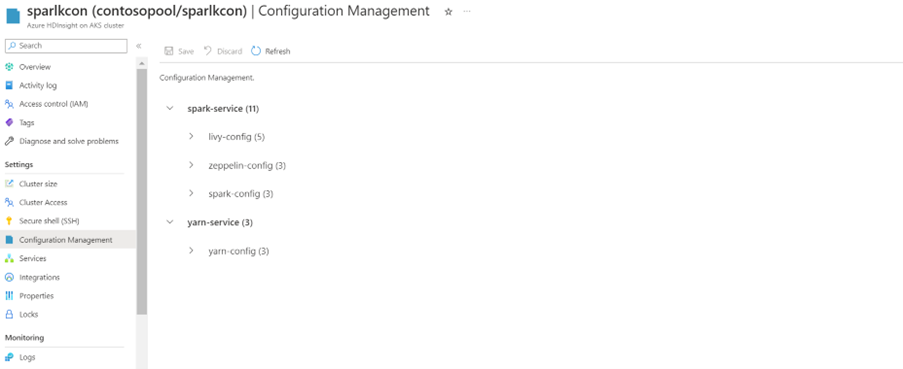 sparlkcon (contosopool/sparlkcon) | Configuration Management
Azure HDInsight on AKS cluster
Search
Overview
Activity log
Access control (IAM)
Tags
Diagnose and solve problems
Settings
Cluster size
Cluster Access
Secure shell (SSH)
Configuration Management
Services
Integrations
Properties
Locks
Monitoring
Logs
Save Discard Refresh
Configuration Management.
spark-service (11)
livy-config (5)
zeppelin-config (3)
spark-config (3)
yarn-service (3)
yarn-config (3)